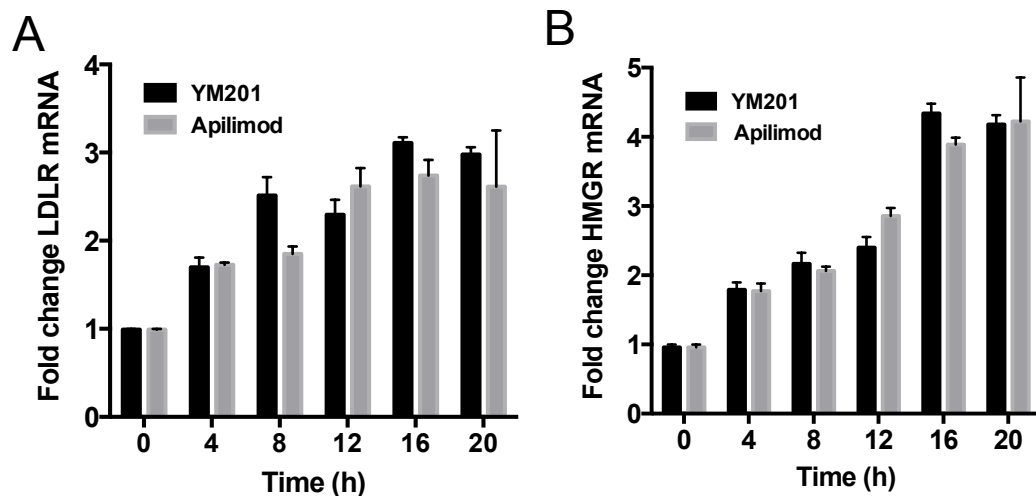 A
Fold change LDLR mRNA
4
3
2
1
0
YM201
Apilimod
0 4 8 12 16 20
Time (h)
B
Fold change HMGR mRNA
5
4
3
2
1
0
YM201
Apilimod
0 4 8 12 16 20
Time (h)